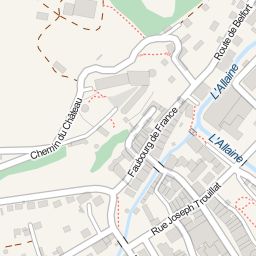 Route de Belfort
L'Allaine
Chemin du Château
Faubourg de France
L'Allaine
Rue Joseph Trouillat